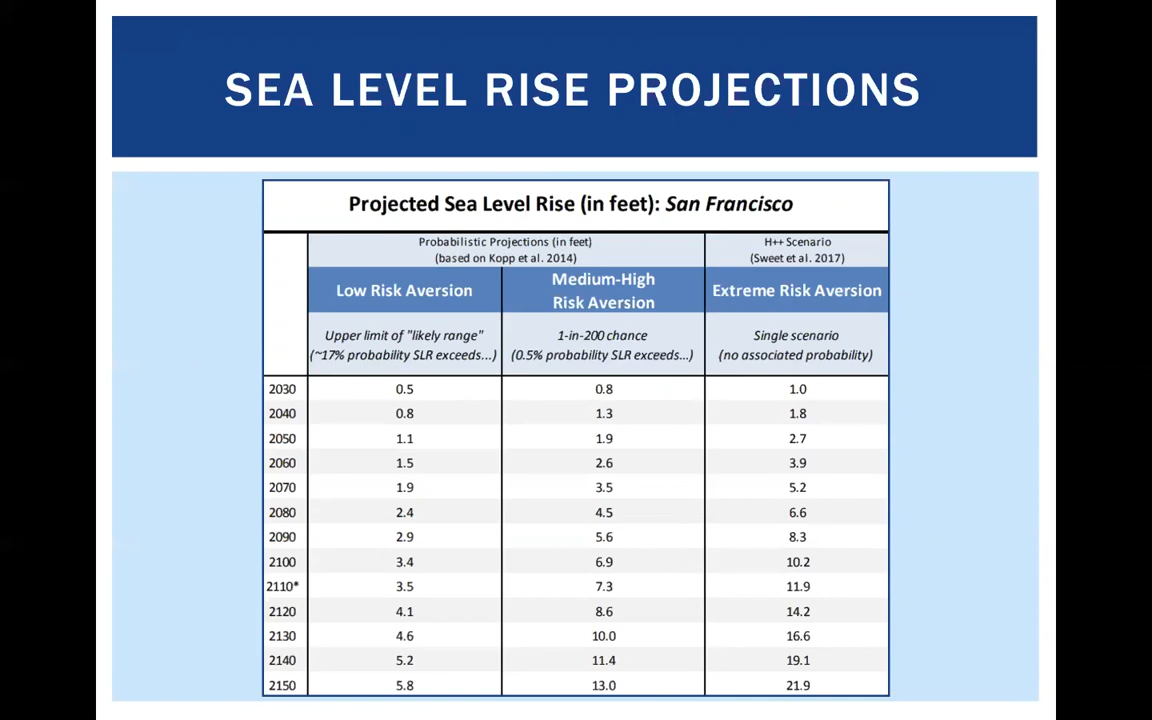 SEA LEVEL RISE PROJECTIONS
Projected Sea Level Rise (in feet): San Francisco
Probabilistic Projections (in feet)
(based on Kopp et al. 2014)
H++ Scenario
(Sweet et al. 2017)
Low Risk Aversion
Medium-High
Risk Aversion
Extreme Risk Aversion
Upper limit of "likely range"
(~17% probability SLR exceeds...)
1-in-200 chance
(0.5% probability SLR exceeds...)
Single scenario
(no associated probability)
2030 0.5 0.8 1.0
2040 0.8 1.3 1.8
2050 1.1 1.9 2.7
2060 1.5 2.6 3.9
2070 1.9 3.5 5.2
2080 2.4 4.5 6.6
2090 2.9 5.6 8.3
2100 3.4 6.9 10.2
2110* 3.5 7.3 11.9
2120 4.1 8.6 14.2
2130 4.6 10.0 16.6
2140 5.2 11.4 19.1
2150 5.8 13.0 21.9